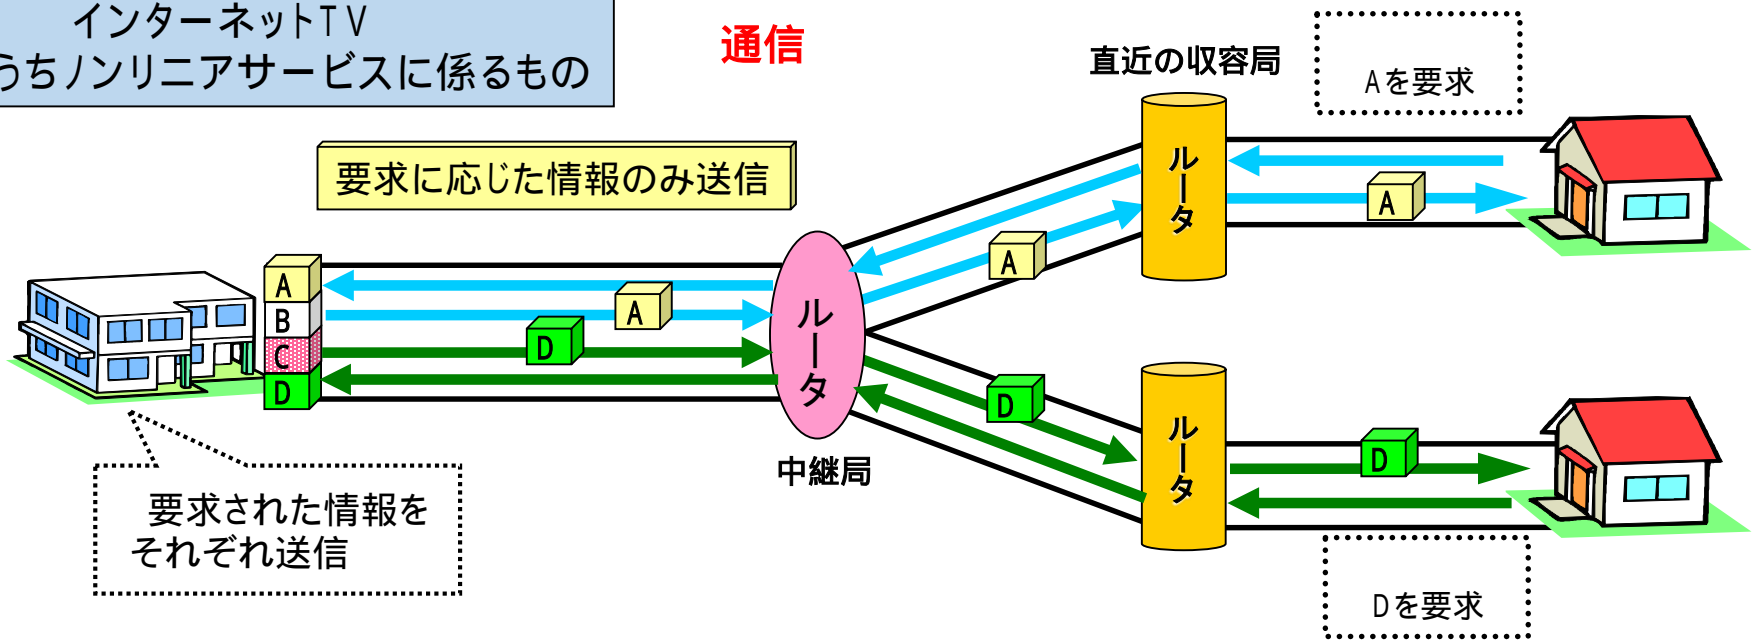 インターネットTV
うちノンリニアサービスに係るもの
通信
直近の収容局
Aを要求
要求に応じた情報のみ送信
ルータ
A
A
A
A
B
C
D
D
ルータ
D
中継局
ルータ
D
要求された情報を
それぞれ送信
Dを要求